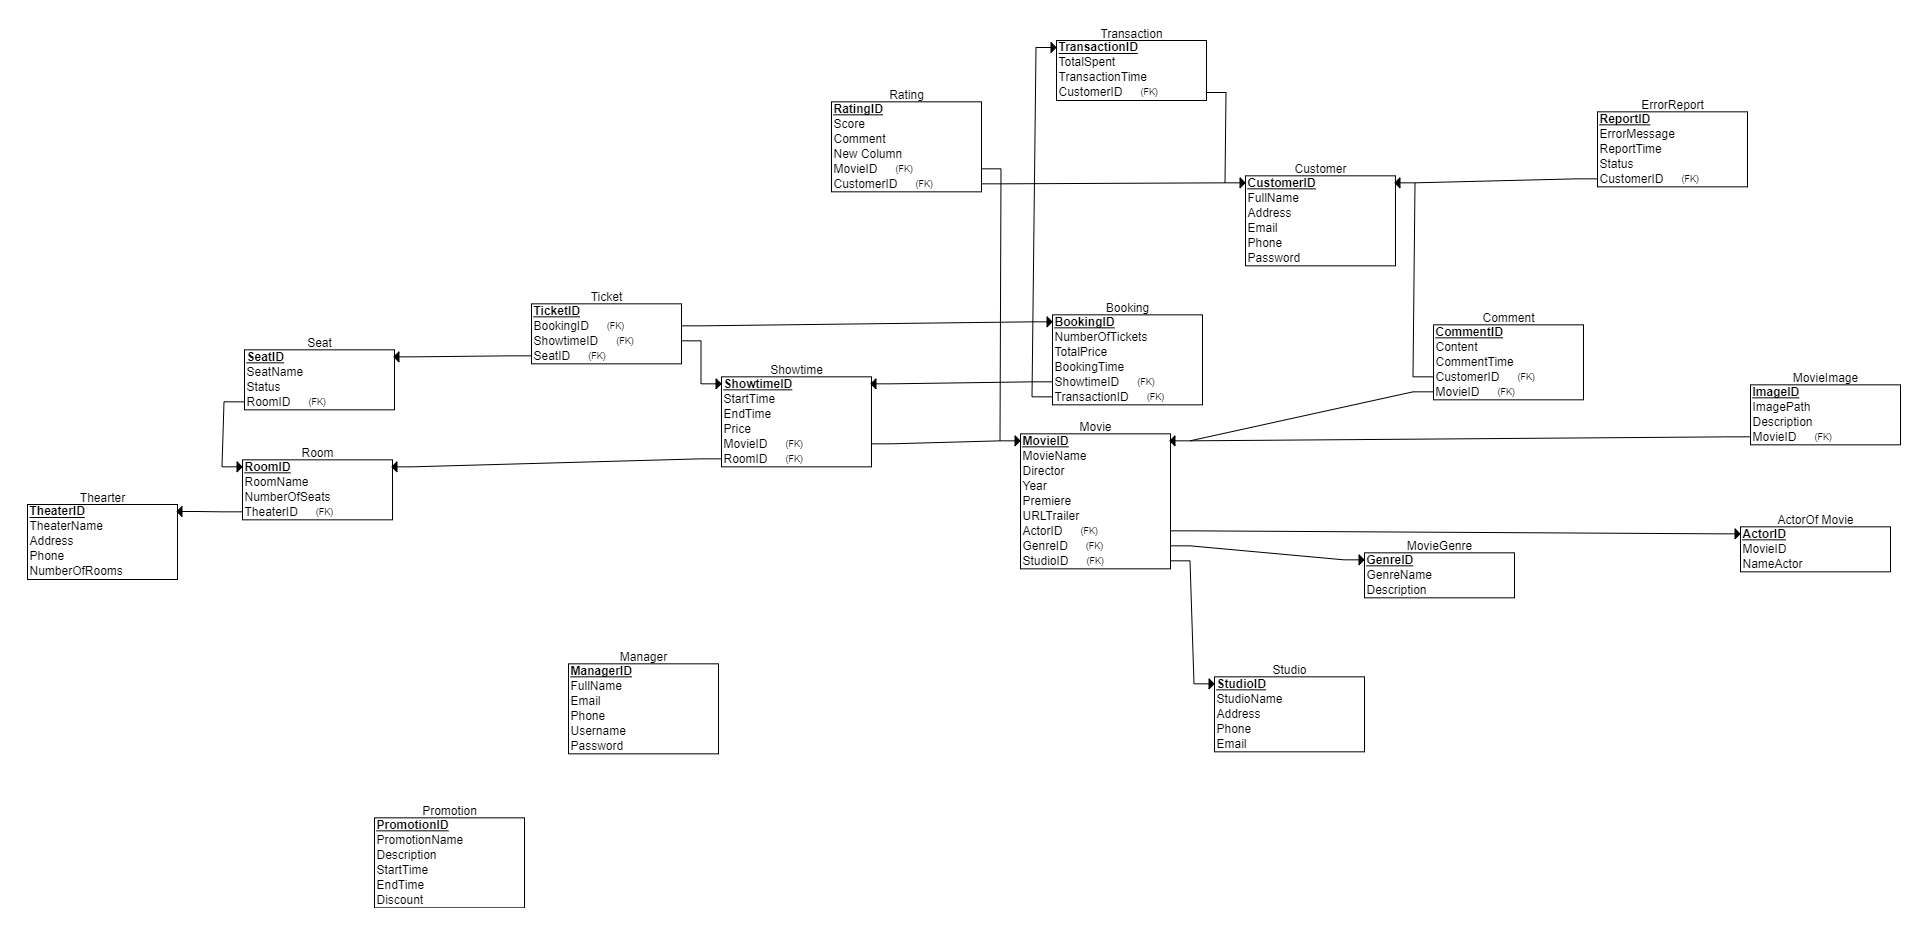 Transaction
TransactionID
TotalSpent
TransactionTime
CustomerID (FK)
Rating
RatingID
Score
Comment
New Column
MovieID (FK)
CustomerID (FK)
ErrorReport
ReportID
ErrorMessage
ReportTime
Status
CustomerID (FK)
Customer
CustomerID
FullName
Address
Email
Phone
Password
Ticket
TicketID
BookingID (FK)
ShowtimeID (FK)
SeatID (FK)
Booking
BookingID
NumberOfTickets
TotalPrice
BookingTime
ShowtimeID (FK)
TransactionID (FK)
Comment
CommentID
Content
CommentTime
CustomerID (FK)
MovieID (FK)
Seat
SeatID
SeatName
Status
RoomID (FK)
Showtime
ShowtimeID
StartTime
EndTime
Price
MovieID (FK)
RoomID (FK)
MovieImage
ImageID
ImagePath
Description
MovieID (FK)
Movie
MovieID
MovieName
Director
Year
Premiere
URLTrailer
ActorID (FK)
GenreID (FK)
StudioID (FK)
Room
RoomID
RoomName
NumberOfSeats
TheaterID (FK)
Thearter
TheaterID
TheaterName
Address
Phone
NumberOfRooms
ActorOf Movie
ActorID
MovieID
NameActor
MovieGenre
GenreID
GenreName
Description
Manager
ManagerID
FullName
Email
Phone
Username
Password
Studio
StudioID
StudioName
Address
Phone
Email
Promotion
PromotionID
PromotionName
Description
StartTime
EndTime
Discount